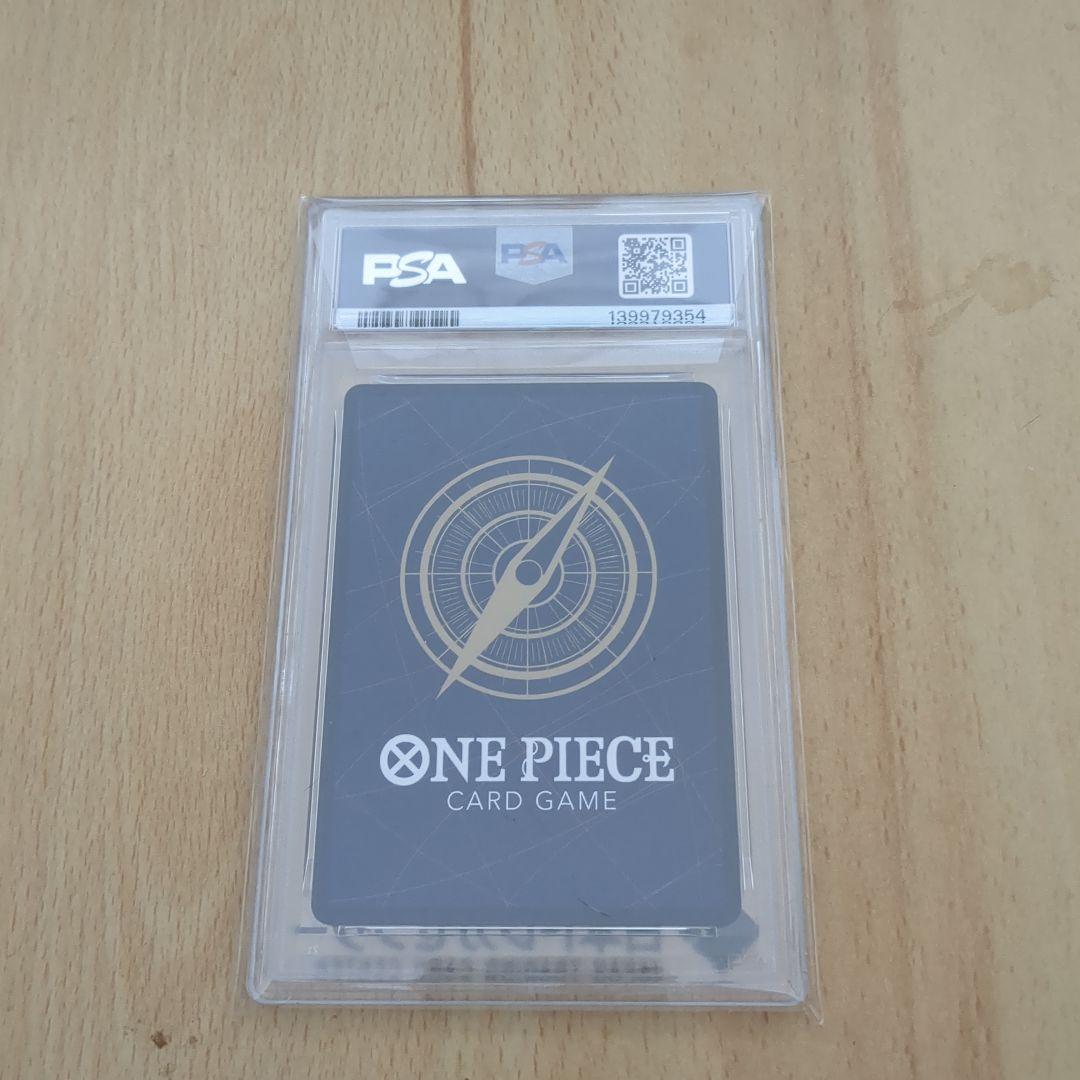 PSA
PSA
139979354
ONE PIECE
CARD GAME